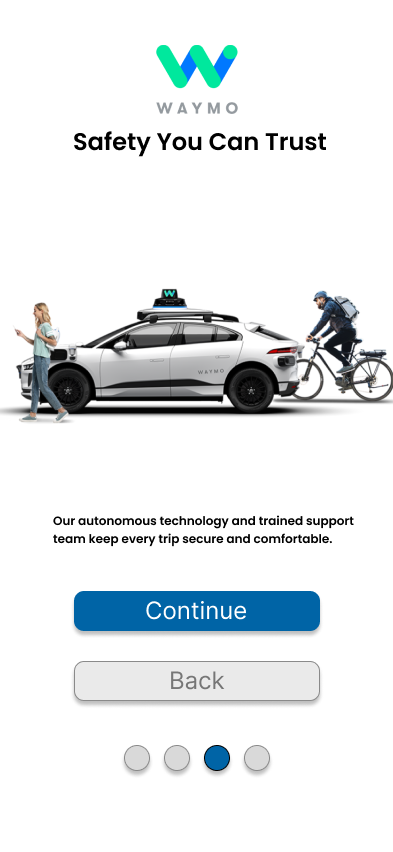 WAYMO
Safety You Can Trust
WAYMO
Our autonomous technology and trained support
team keep every trip secure and comfortable.
Continue
Back